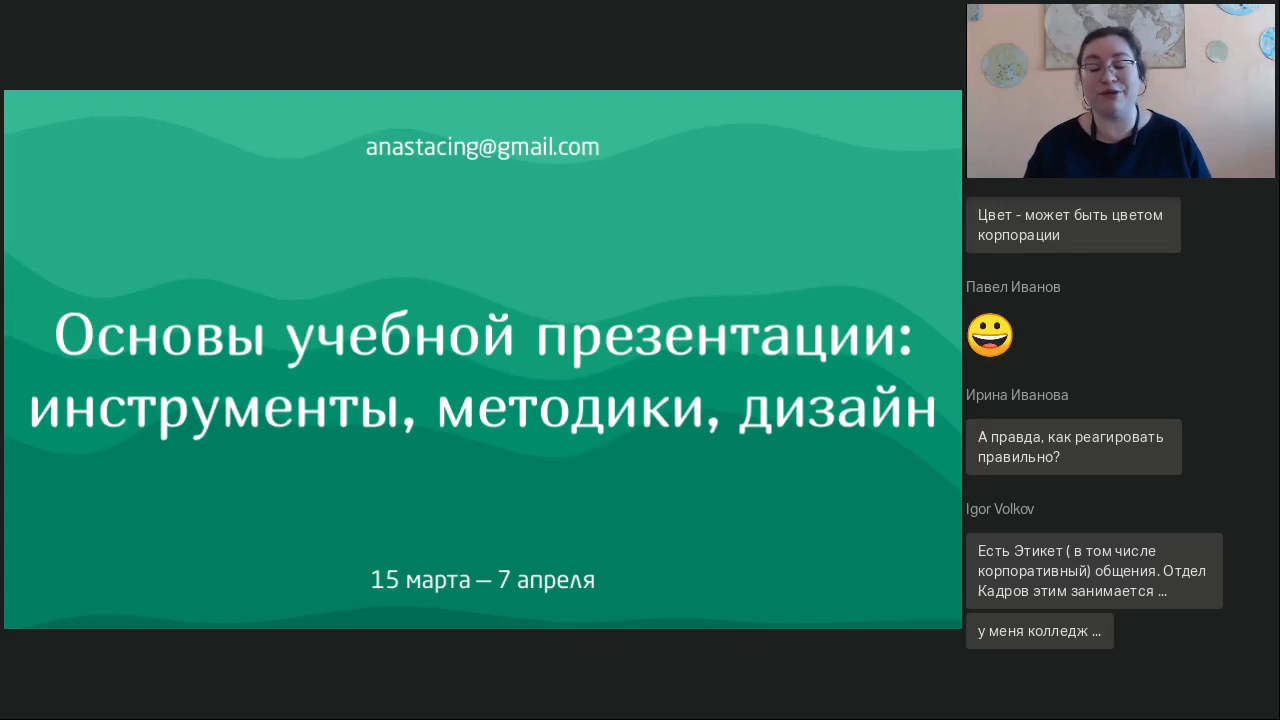 anastacing@gmail.com
Основы учебной презентации:
инструменты, методики, дизайн
15 марта — 7 апреля
Цвет - может быть цветом
корпорации
Павел Иванов
Ирина Иванова
А правда, как реагировать
правильно?
Igor Volkov
Есть Этикет ( в том числе
корпоративный) общения. Отдел
Кадров этим занимается ...
у меня колледж ...